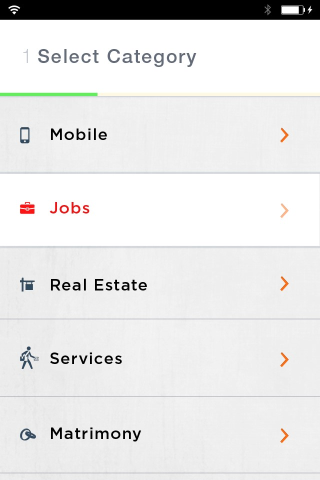 1 Select Category
Mobile
Jobs
Real Estate
Services
Matrimony